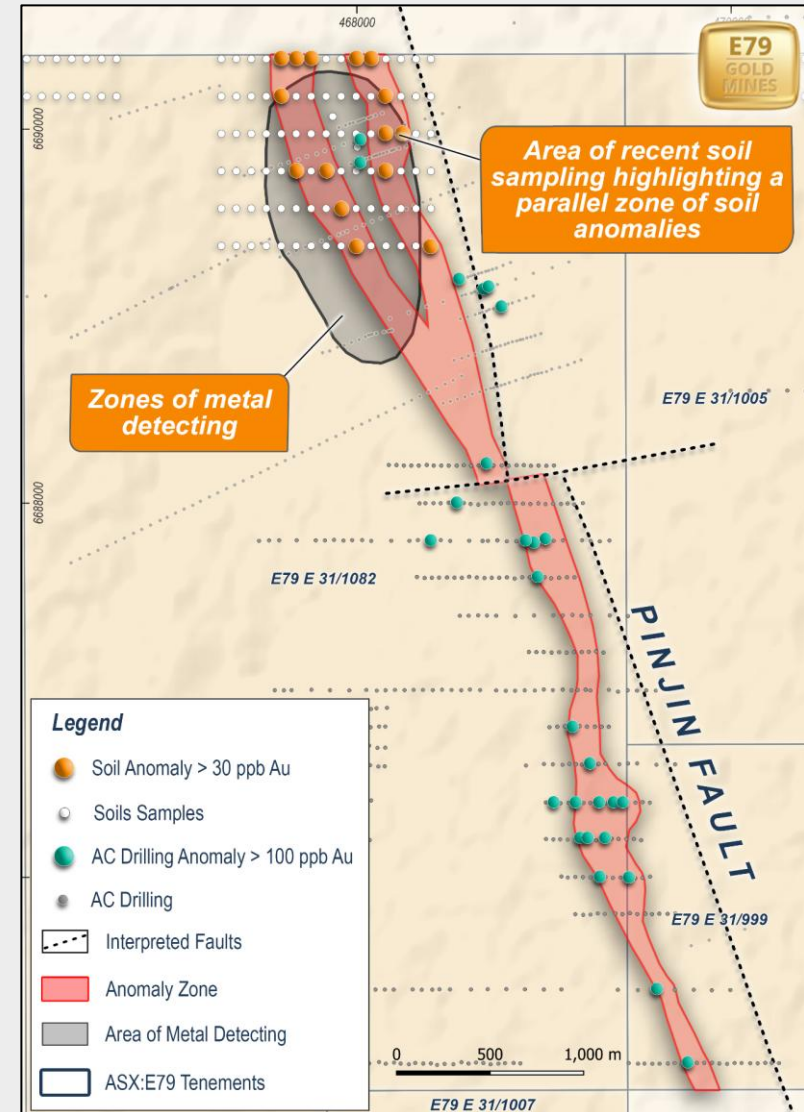 468000
E79
GOLD
MINES
6690000
Area of recent soil
sampling highlighting a
parallel zone of soil
anomalies
Zones of metal
detecting
E79 E 31/1005
6688000
E79 E 31/1082
PINJIN FAULT
Legend
Soil Anomaly > 30 ppb Au
Soils Samples
AC Drilling Anomaly > 100 ppb Au
AC Drilling
Interpreted Faults
Anomaly Zone
Area of Metal Detecting
ASX:E79 Tenements
E79 E 31/999
0 500 1,000 m
E79 E 31/1007